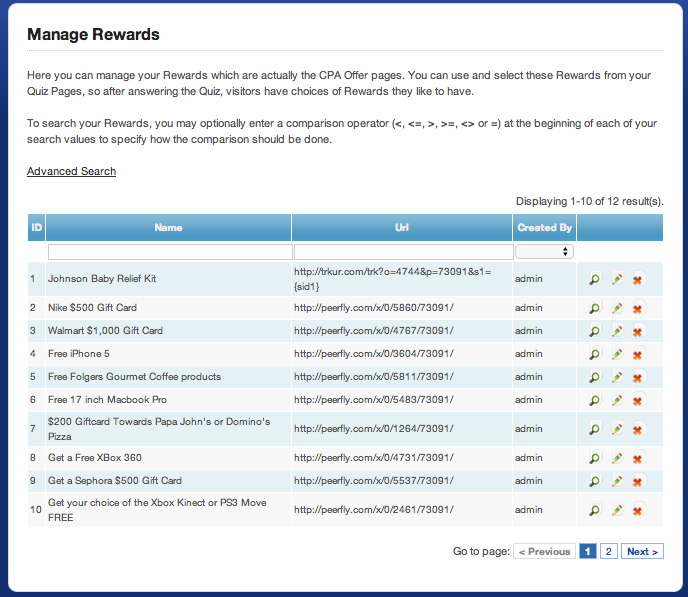 Manage Rewards
Here you can manage your Rewards which are actually the CPA Offer pages. You can use and select these Rewards from your
Quiz Pages, so after answering the Quiz, visitors have choices of Rewards they like to have.
To search your Rewards, you may optionally enter a comparison operator (<, <=, >, >=, <> or =) at the beginning of each of your
search values to specify how the comparison should be done.
Advanced Search
Displaying 1-10 of 12 result(s).
ID Name Url Created By
1 Johnson Baby Relief Kit http://trkur.com/trk?o=4744&p=73091&s1= admin
{sid1}
2 Nike $500 Gift Card http://peerfly.com/x/0/5860/73091/ admin
3 Walmart $1,000 Gift Card http://peerfly.com/x/0/4767/73091/ admin
4 Free iPhone 5 http://peerfly.com/x/0/3604/73091/ admin
5 Free Folgers Gourmet Coffee products http://peerfly.com/x/0/5811/73091/ admin
6 Free 17 inch Macbook Pro http://peerfly.com/x/0/5483/73091/ admin
7 $200 Giftcard Towards Papa John's or Domino's http://peerfly.com/x/0/1264/73091/ admin
Pizza
8 Get a Free XBox 360 http://peerfly.com/x/0/4731/73091/ admin
9 Get a Sephora $500 Gift Card http://peerfly.com/x/0/5537/73091/ admin
10 Get your choice of the Xbox Kinect or PS3 Move http://peerfly.com/x/0/2461/73091/ admin
FREE
Go to page: < Previous 1 2 Next >